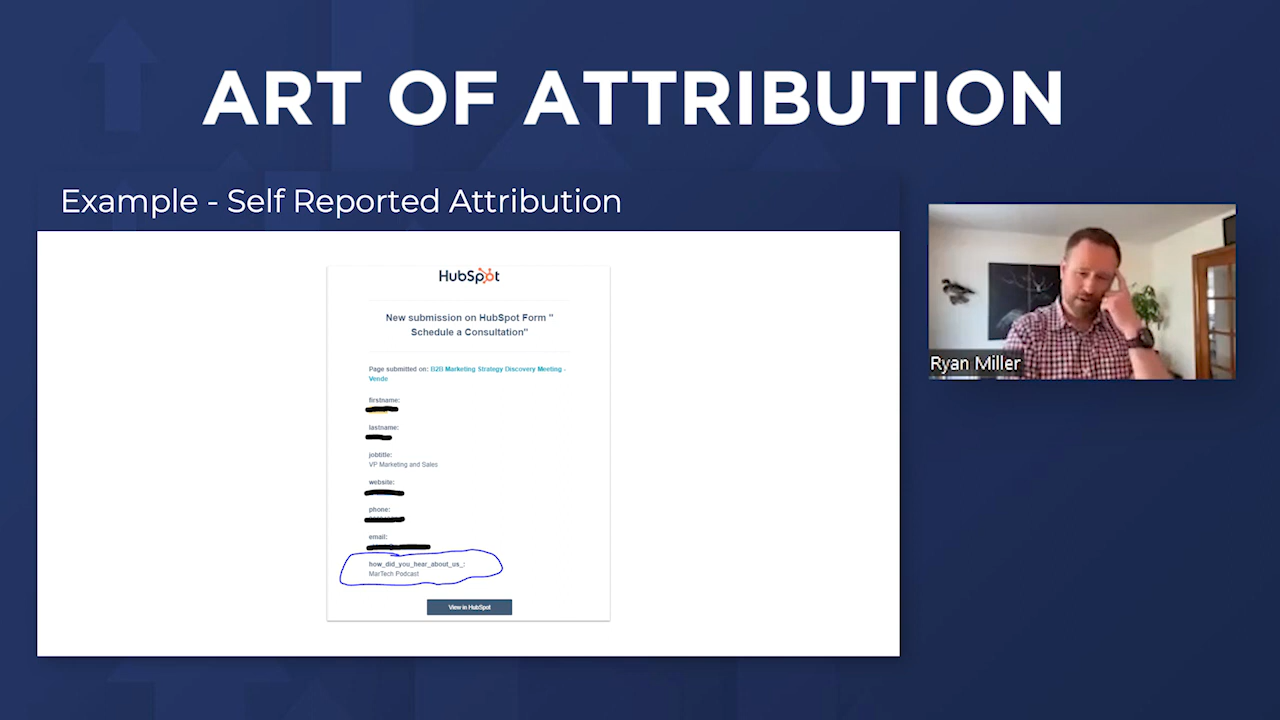 ART OF ATTRIBUTION
Example - Self Reported Attribution
HubSpot
New submission on HubSpot Form "
Schedule a Consultation"
Page submitted on: B2B Marketing Strategy Discovery Meeting -
Vende
firstname:
lastname:
jobtitle:
VP Marketing and Sales
website:
phone:
email:
how_did_you_hear_about_us_:
MarTech Podcast
View in HubSpot
Ryan Miller